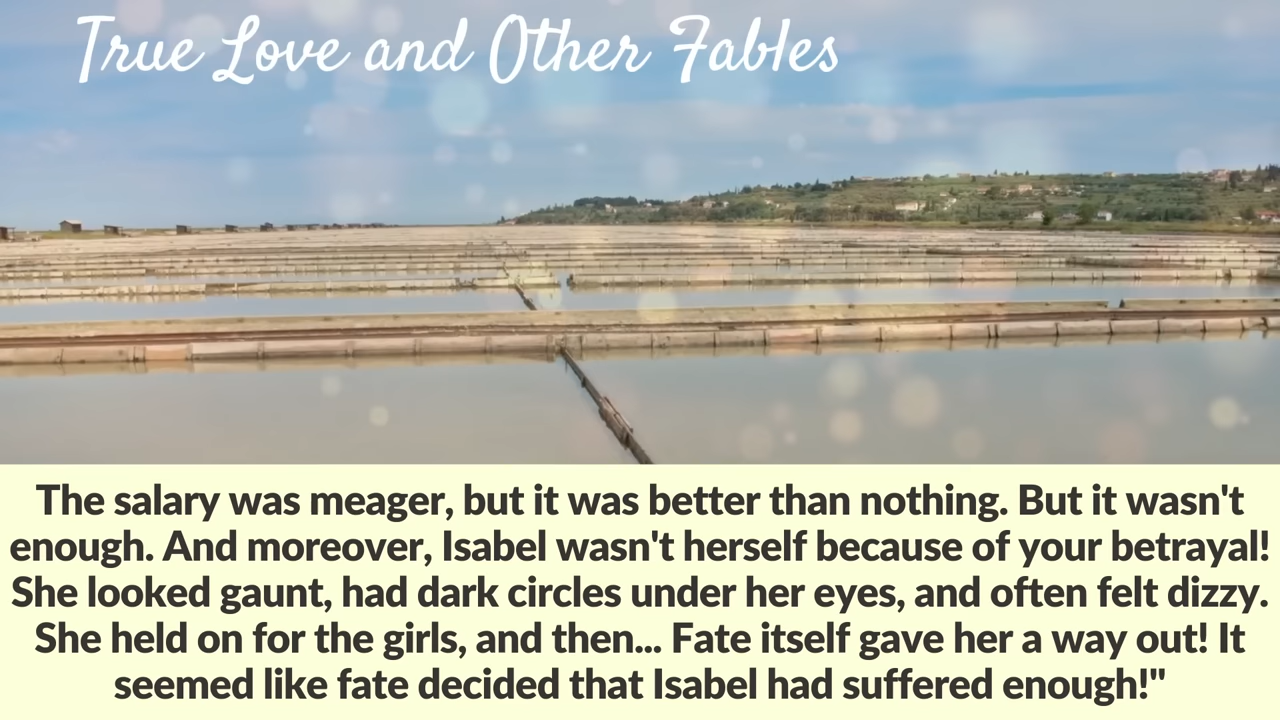 True Love and Other Fables
The salary was meager, but it was better than nothing. But it wasn't
enough. And moreover, Isabel wasn't herself because of your betrayal!
She looked gaunt, had dark circles under her eyes, and often felt dizzy.
She held on for the girls, and then... Fate itself gave her a way out! It
seemed like fate decided that Isabel had suffered enough!"